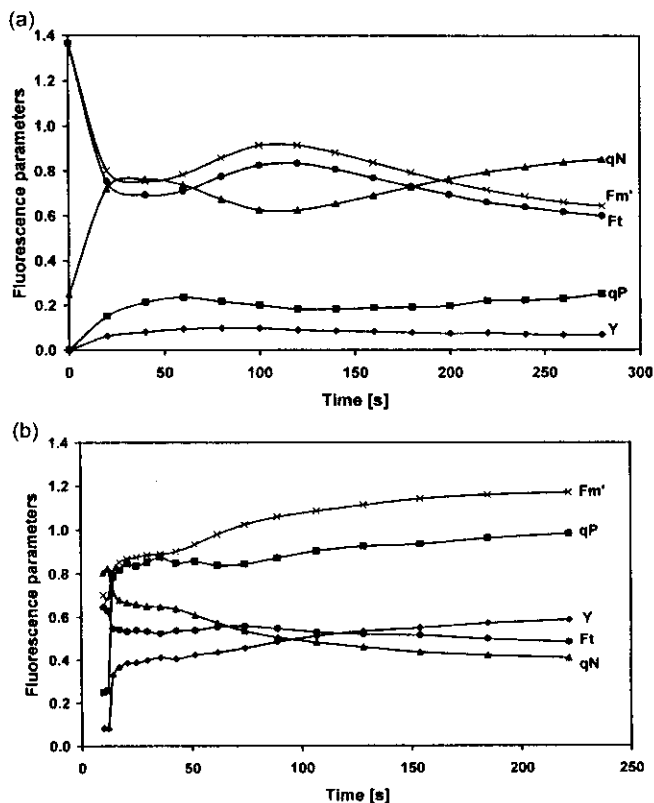 (a)
1.4
1.2
1.0
0.8
0.6
0.4
0.2
0.0
Fluorescence parameters
qN
Fm'
Ft
qP
Y
0 50 100 150 200 250 300
Time [s]
(b)
1.4
1.2
1.0
0.8
0.6
0.4
0.2
0.0
Fluorescence parameters
Fm'
qP
Y
Ft
qN
0 50 100 150 200 250
Time [s]